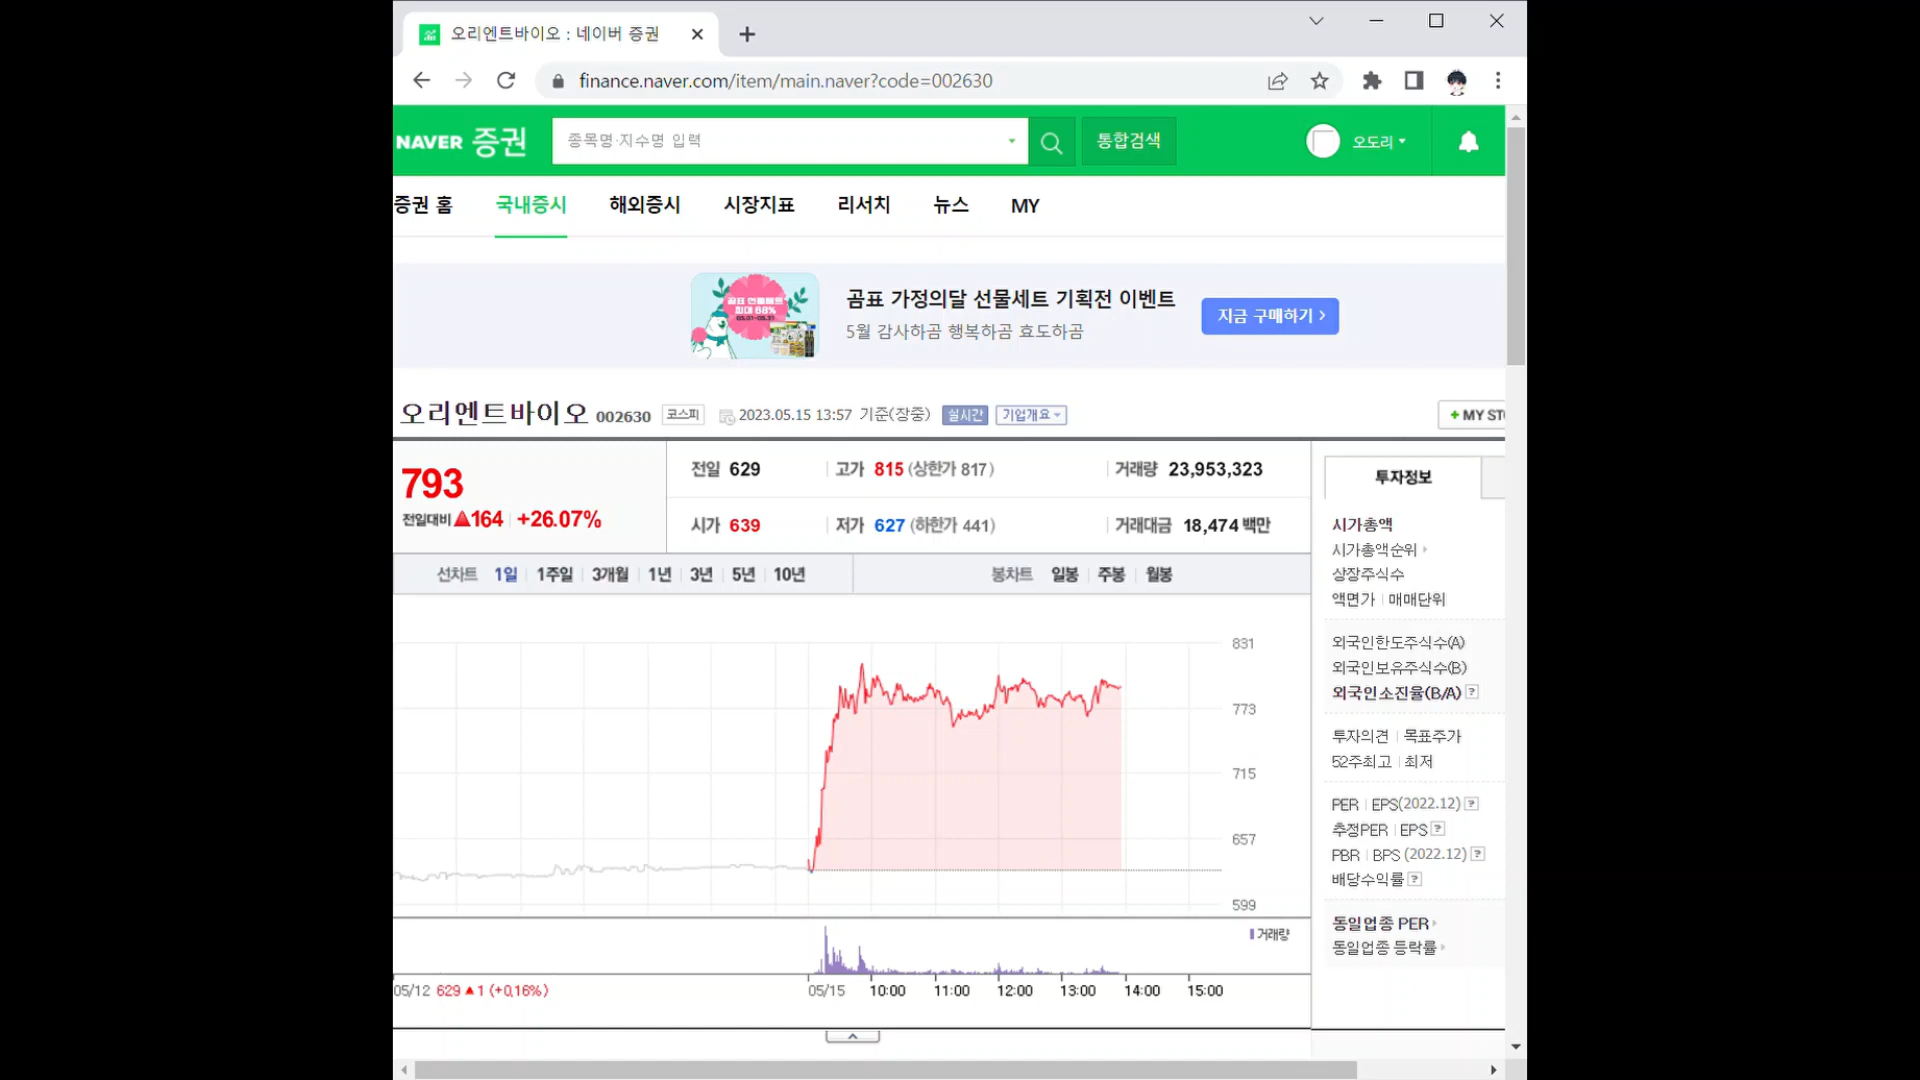 오리엔트바이오 : 네이버 증권
finance.naver.com/item/main.naver?code=002630
NAVER 증권
종목명·지수명 입력
통합검색
오도리
증권 홈 국내증시 해외증시 시장지표 리서치 뉴스 MY
곰표 선물세트
최대 68%
곰표 가정의달 선물세트 기획전 이벤트
5월 감사하곰 행복하곰 효도하곰
지금 구매하기 >
오리엔트바이오 002630 코스피 2023.05.15 13:57 기준(장중) 실시간 기업개요
+ MY ST
793
전일대비 ▲164 +26.07%
전일 629 고가 815 (상한가 817) 거래량 23,953,323
시가 639 저가 627 (하한가 441) 거래대금 18,474 백만
선차트 1일 1주일 3개월 1년 3년 5년 10년
봉차트 일봉 주봉 월봉
831
773
715
657
599
거래량
05/12 629 ▲1 (+0.16%)
05/15 10:00 11:00 12:00 13:00 14:00 15:00
투자정보
시가총액
시가총액순위
상장주식수
액면가 | 매매단위
외국인한도주식수(A)
외국인보유주식수(B)
외국인소진율(B/A) ?
투자의견 | 목표주가
52주최고 | 최저
PER | EPS(2022.12) ?
추정PER | EPS ?
PBR | BPS (2022.12) ?
배당수익률 ?
동일업종 PER
동일업종 등락률